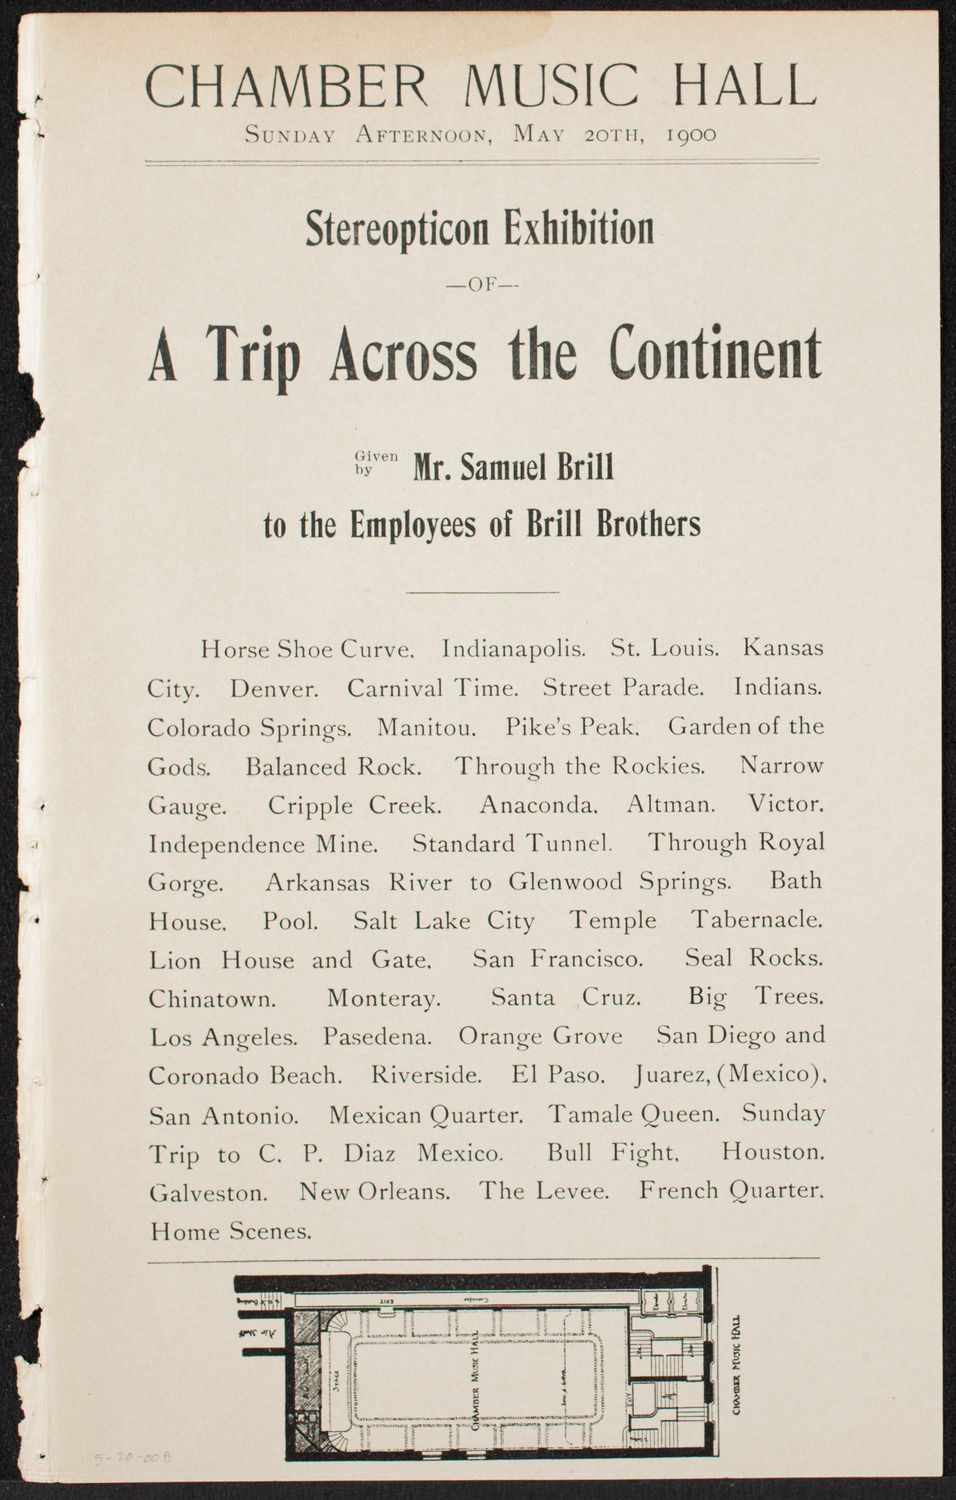 CHAMBER MUSIC HALL
Sunday Afternoon, May 20th, 1900
Stereopticon Exhibition
—OF—
A Trip Across the Continent
Given by Mr. Samuel Brill
to the Employees of Brill Brothers
Horse Shoe Curve. Indianapolis. St. Louis. Kansas
City. Denver. Carnival Time. Street Parade. Indians.
Colorado Springs. Manitou. Pike's Peak. Garden of the
Gods. Balanced Rock. Through the Rockies. Narrow
Gauge. Cripple Creek. Anaconda. Altman. Victor.
Independence Mine. Standard Tunnel. Through Royal
Gorge. Arkansas River to Glenwood Springs. Bath
House. Pool. Salt Lake City Temple Tabernacle.
Lion House and Gate. San Francisco. Seal Rocks.
Chinatown. Monteray. Santa Cruz. Big Trees.
Los Angeles. Pasedena. Orange Grove San Diego and
Coronado Beach. Riverside. El Paso. Juarez, (Mexico).
San Antonio. Mexican Quarter. Tamale Queen. Sunday
Trip to C. P. Diaz Mexico. Bull Fight. Houston.
Galveston. New Orleans. The Levee. French Quarter.
Home Scenes.
EXIT
Corridor
Air Shaft
STAGE
CHAMBER MUSIC HALL
CHAMBER MUSIC HALL
5-20-00A